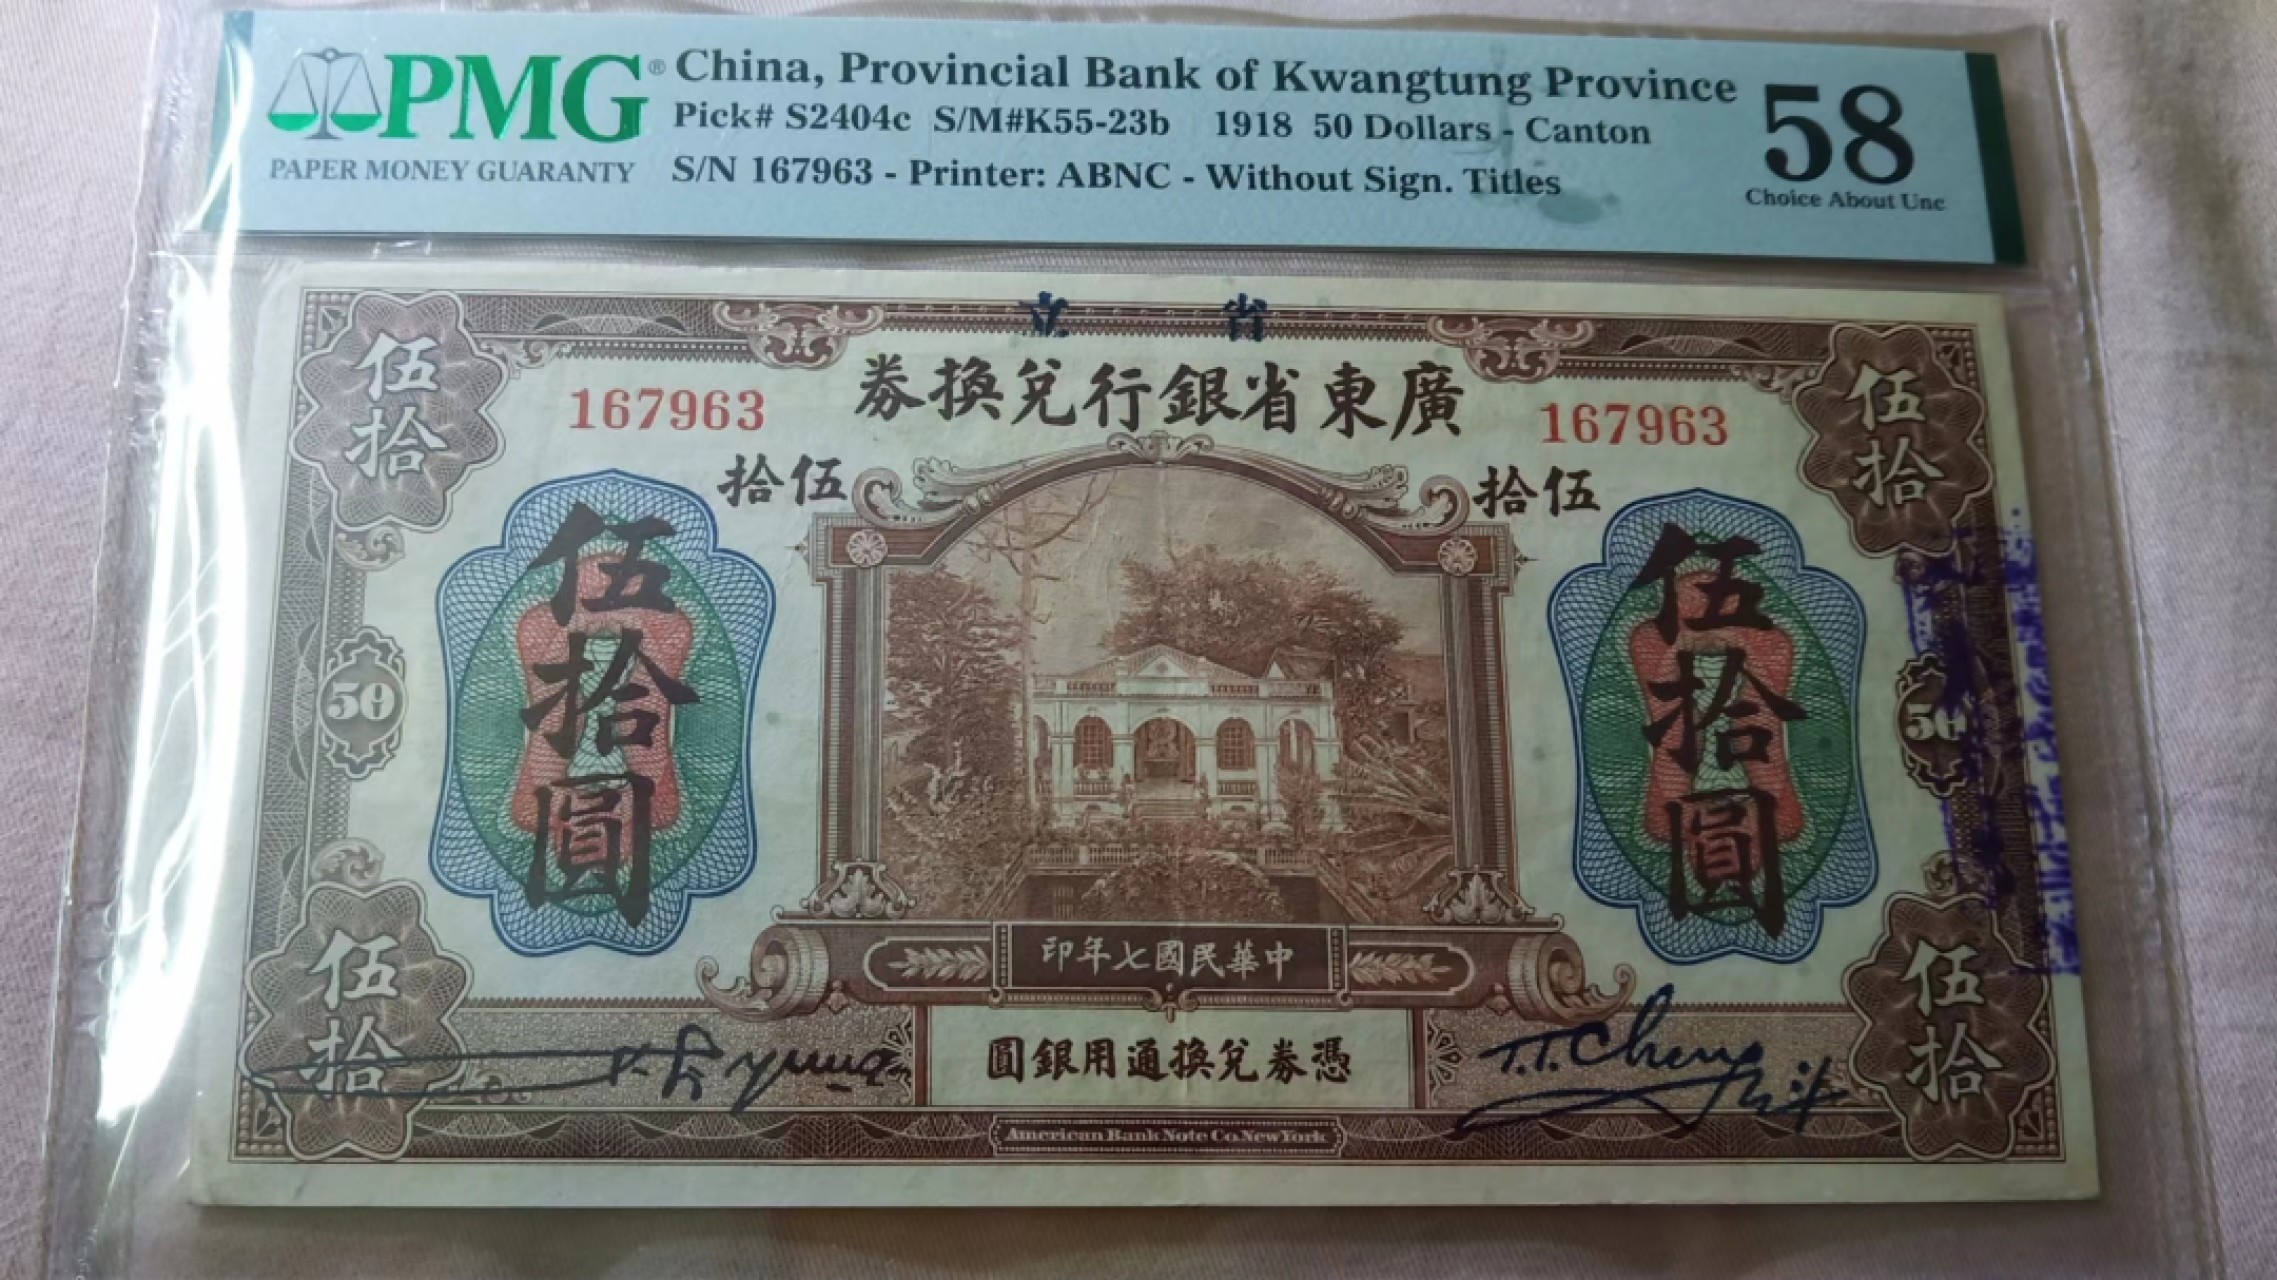 PMG®
PAPER MONEY GUARANTY
China, Provincial Bank of Kwangtung Province
Pick# S2404c S/M#K55-23b 1918 50 Dollars - Canton
S/N 167963 - Printer: ABNC - Without Sign. Titles
58
Choice About Unc
立 省
券換兌行銀省東廣
167963
167963
伍拾
伍拾
拾伍
拾伍
伍拾圓
伍拾圓
50
50
印年七國民華中
伍拾
伍拾
圓銀用通換兌券憑
T.T. Cheng
American Bank Note Co. New York